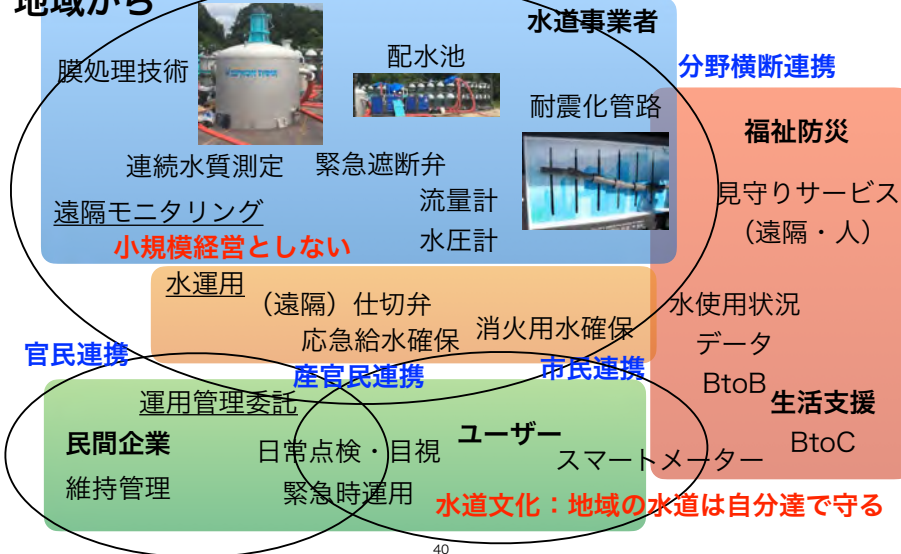 地域から
水道事業者
膜処理技術
配水池
分野横断連携
耐震化管路
福祉防災
連続水質測定
緊急遮断弁
見守りサービス
（遠隔・人）
遠隔モニタリング
流量計
小規模経営としない
水圧計
水運用
（遠隔）仕切弁
水使用状況
応急給水確保
消火用水確保
データ
官民連携
産官民連携
市民連携
BtoB
運用管理委託
生活支援
民間企業
日常点検・目視
ユーザー
BtoC
スマートメーター
維持管理
緊急時運用
水道文化：地域の水道は自分達で守る
40